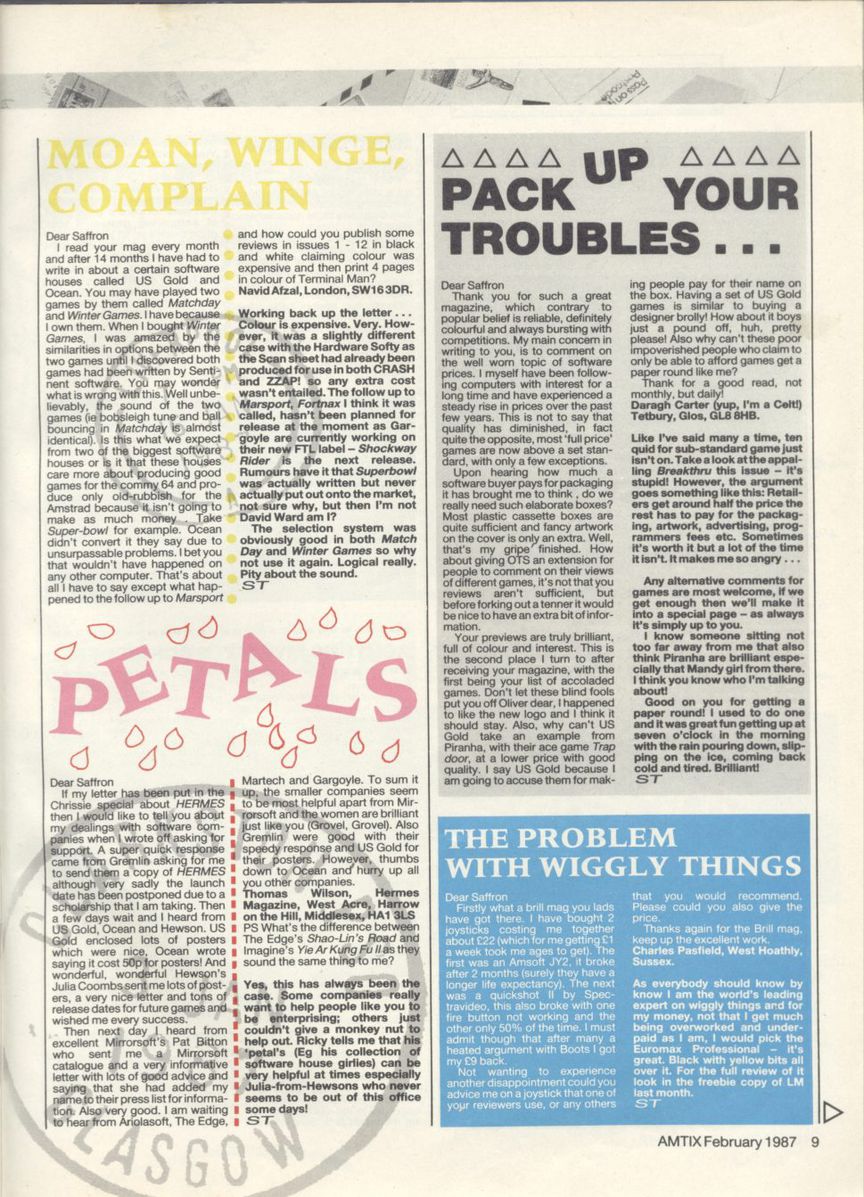 MOAN, WINGE,
COMPLAIN
Dear Saffron
I read your mag every month
and after 14 months I have had to
write in about a certain software
houses called US Gold and
Ocean. You may have played two
games by them called Matchday
and Winter Games. I have because
I own them. When I bought Winter
Games, I was amazed by the
similarities in options between the
two games until I discovered both
games had been written by Senti-
nent software. You may wonder
what is wrong with this. Well unbe-
lievably, the sound of the two
games (ie bobsleigh tune and ball
bouncing in Matchday is almost
identical). Is this what we expect
from two of the biggest software
houses or is it that these houses
care more about producing good
games for the commy 64 and pro-
duce only old-rubbish for the
Amstrad because it isn't going to
make as much money. Take
Super-bowl for example. Ocean
didn't convert it they say due to
unsurpassable problems. I bet you
that wouldn't have happened on
any other computer. That's about
all I have to say except what hap-
pened to the follow up to Marsport
and how could you publish some
reviews in issues 1 - 12 in black
and white claiming colour was
expensive and then print 4 pages
in colour of Terminal Man?
Navid Afzal, London, SW16 3DR.
Working back up the letter . . .
Colour is expensive. Very. How-
ever, it was a slightly different
case with the Hardware Softy as
the Scan sheet had already been
produced for use in both CRASH
and ZZAP! so any extra cost
wasn't entailed. The follow up to
Marsport, Fortnax I think it was
called, hasn't been planned for
release at the moment as Gar-
goyle are currently working on
their new FTL label – Shockway
Rider is the next release.
Rumours have it that Superbowl
was actually written but never
actually put out onto the market,
not sure why, but then I'm not
David Ward am I?
The selection system was
obviously good in both Match
Day and Winter Games so why
not use it again. Logical really.
Pity about the sound.
ST
PETALS
Dear Saffron
If my letter has been put in the
Chrissie special about HERMES
then I would like to tell you about
my dealings with software com-
panies when I wrote off asking for
support. A super quick response
came from Gremlin asking for me
to send them a copy of HERMES
although very sadly the launch
date has been postponed due to a
scholarship that I am taking. Then
a few days wait and I heard from
US Gold, Ocean and Hewson. US
Gold enclosed lots of posters
which were nice, Ocean wrote
saying it cost 50p for posters! And
wonderful, wonderful Hewson's
Julia Coombs sent me lots of post-
ers, a very nice letter and tons of
release dates for future games and
wished me every success.
Then next day I heard from
excellent Mirrorsoft's Pat Bitton
who sent me a Mirrorsoft
catalogue and a very informative
letter with lots of good advice and
saying that she had added my
name to their press list for informa-
tion. Also very good. I am waiting
to hear from Ariolasoft, The Edge,
Martech and Gargoyle. To sum it
up, the smaller companies seem
to be more helpful apart from Mir-
rorsoft and the women are brilliant
just like you (Grovel, Grovel). Also
Gremlin were good with their
speedy response and US Gold for
their posters. However, thumbs
down to Ocean and hurry up all
you other companies.
Thomas Wilson, Hermes
Magazine, West Acre, Harrow
on the Hill, Middlesex, HA1 3LS
PS What's the difference between
The Edge's Shao-Lin's Road and
Imagine's Yie Ar Kung Fu II as they
sound the same thing to me?
Yes, this has always been the
case. Some companies really
want to help people like you to
be enterprising; others just
couldn't give a monkey nut to
help out. Ricky tells me that his
'petal's (Eg his collection of
software house girlies) can be
very helpful at times especially
Julia-from-Hewsons who never
seems to be out of this office
some days!
ST
PACK UP YOUR
TROUBLES . . .
Dear Saffron
Thank you for such a great
magazine, which contrary to
popular belief is reliable, definitely
colourful and always bursting with
competitions. My main concern in
writing to you, is to comment on
the well worn topic of software
prices. I myself have been follow-
ing computers with interest for a
long time and have experienced a
steady rise in prices over the past
few years. This is not to say that
quality has diminished, in fact
quite the opposite, most 'full price'
games are now above a set stan-
dard, with only a few exceptions.
Upon hearing how much a
software buyer pays for packaging
it has brought me to think , do we
really need such elaborate boxes?
Most plastic cassette boxes are
quite sufficient and fancy artwork
on the cover is only an extra. Well,
that's my gripe finished. How
about giving OTS an extension for
people to comment on their views
of different games, it's not that you
reviews aren't sufficient, but
before forking out a tenner it would
be nice to have an extra bit of infor-
mation.
Your previews are truly brilliant,
full of colour and interest. This is
the second place I turn to after
receiving your magazine, with the
first being your list of accoladed
games. Don't let these blind fools
put you off Oliver dear, I happened
to like the new logo and I think it
should stay. Also, why can't US
Gold take an example from
Piranha, with their ace game Trap
door, at a lower price with good
quality. I say US Gold because I
am going to accuse them for mak-
ing people pay for their name on
the box. Having a set of US Gold
games is similar to buying a
designer brolly! How about it boys
just a pound off, huh, pretty
please! Also why can't these poor
impoverished people who claim to
only be able to afford games get a
paper round like me?
Thank for a good read, not
monthly, but daily!
Daragh Carter (yup, I'm a Celt!)
Tetbury, Glos, GL8 8HB.
Like I've said many a time, ten
quid for sub-standard game just
isn't on. Take a look at the appal-
ling Breakthru this issue – it's
stupid! However, the argument
goes something like this: Retail-
ers get around half the price the
rest has to pay for the packag-
ing, artwork, advertising, prog-
rammers fees etc. Sometimes
it's worth it but a lot of the time
it isn't. It makes me so angry . . .
Any alternative comments for
games are most welcome, if we
get enough then we'll make it
into a special page – as always
it's simply up to you.
I know someone sitting not
too far away from me that also
think Piranha are brilliant espe-
cially that Mandy girl from there.
I think you know who I'm talking
about!
Good on you for getting a
paper round! I used to do one
and it was great fun getting up at
seven o'clock in the morning
with the rain pouring down, slip-
ping on the ice, coming back
cold and tired. Brilliant!
ST
THE PROBLEM
WITH WIGGLY THINGS
Dear Saffron
Firstly what a brill mag you lads
have got there. I have bought 2
joysticks costing me together
about £22 (which for me getting £1
a week took me ages to get). The
first was an Amsoft JY2, it broke
after 2 months (surely they have a
longer life expectancy). The next
was a quickshot II by Spec-
travideo, this also broke with one
fire button not working and the
other only 50% of the time. I must
admit though that after many a
heated argument with Boots I got
my £9 back.
Not wanting to experience
another disappointment could you
advice me on a joystick that one of
your reviewers use, or any others
that you would recommend.
Please could you also give the
price.
Thanks again for the Brill mag,
keep up the excellent work.
Charles Pasfield, West Hoathly,
Sussex.
As everybody should know by
know I am the world's leading
expert on wiggly things and for
my money, not that I get much
being overworked and under-
paid as I am, I would pick the
Euromax Professional – it's
great. Black with yellow bits all
over it. For the full review of it
look in the freebie copy of LM
last month.
ST
GLASGOW
AMTIX February 1987 9